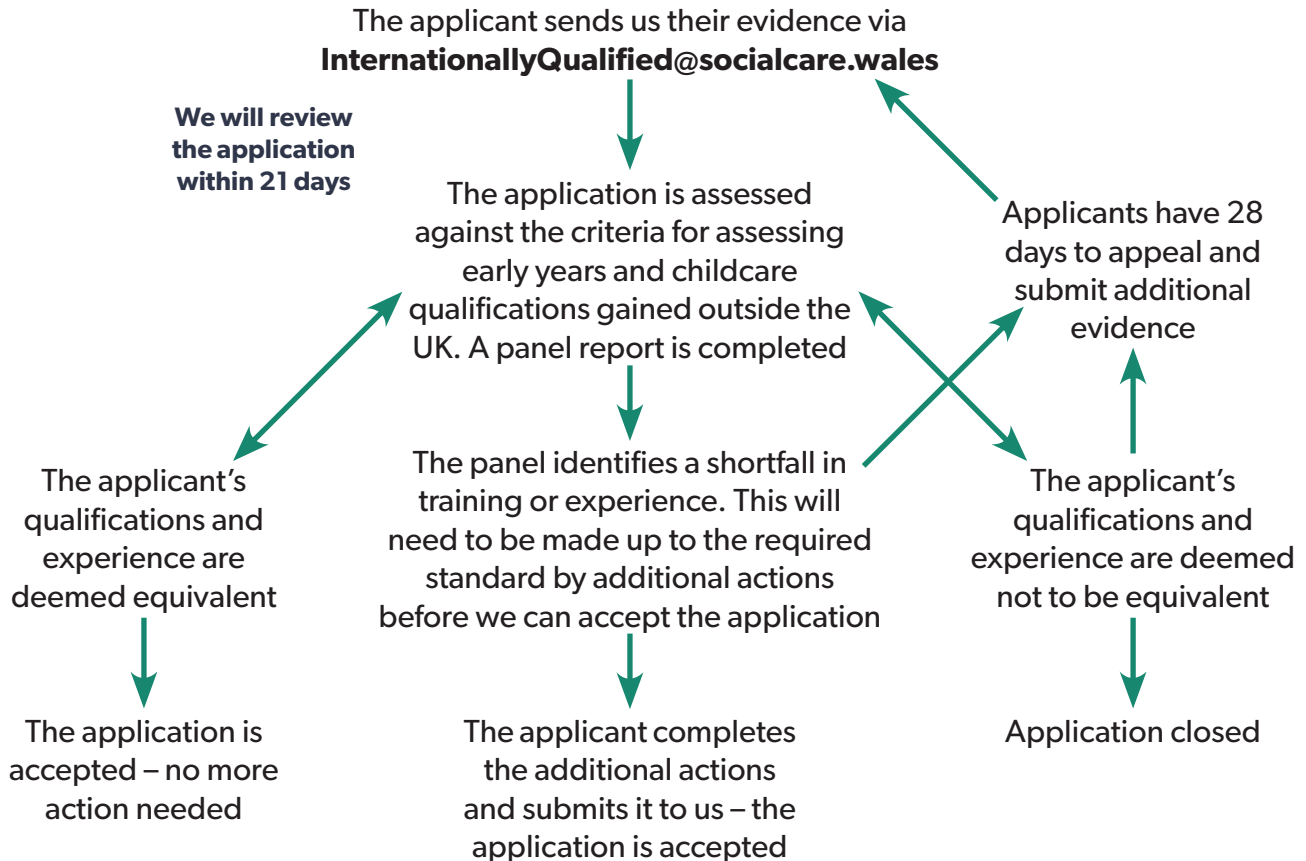 The applicant sends us their evidence via
InternationallyQualified@socialcare.wales
We will review
the application
within 21 days
The application is assessed
against the criteria for assessing
early years and childcare
qualifications gained outside the
UK. A panel report is completed
Applicants have 28
days to appeal and
submit additional
evidence
The applicant’s
qualifications and
experience are
deemed equivalent
The panel identifies a shortfall in
training or experience. This will
need to be made up to the required
standard by additional actions
before we can accept the application
The applicant’s
qualifications and
experience are deemed
not to be equivalent
The application is
accepted – no more
action needed
The applicant completes
the additional actions
and submits it to us – the
application is accepted
Application closed